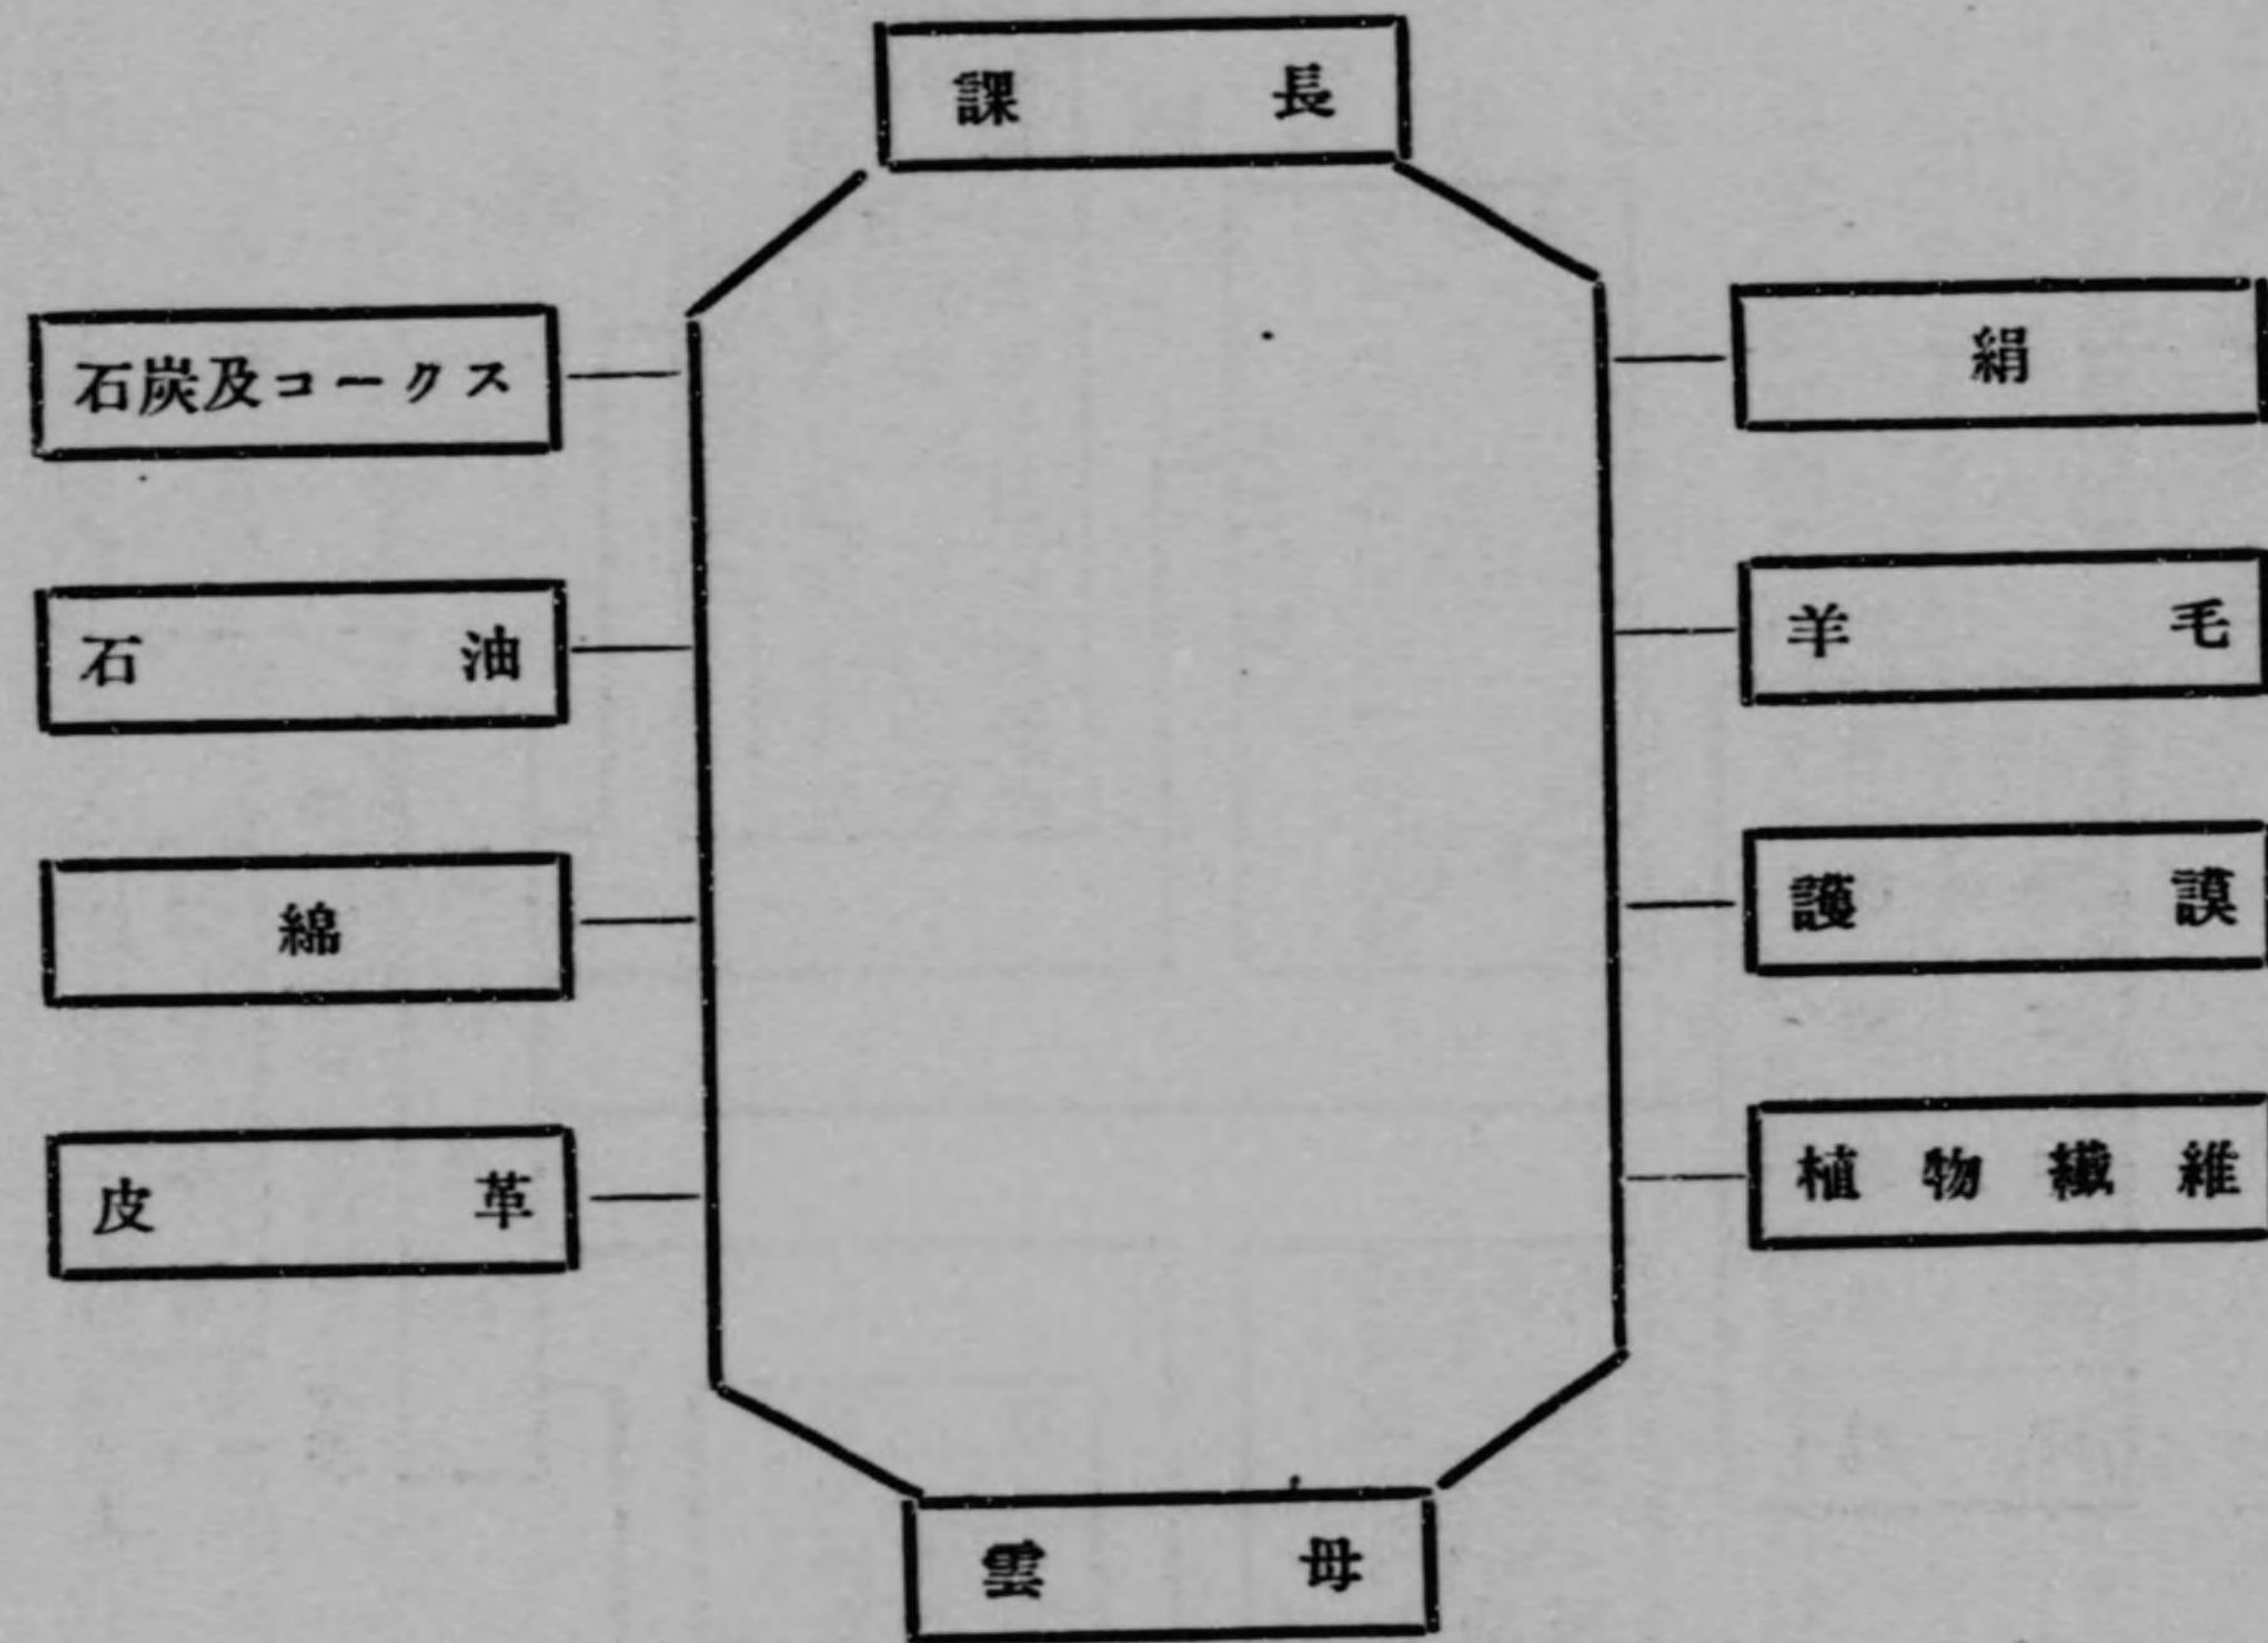 課長
石炭及コークス
石油
綿
皮革
絹
羊毛
護謨
植物繊維
雲母